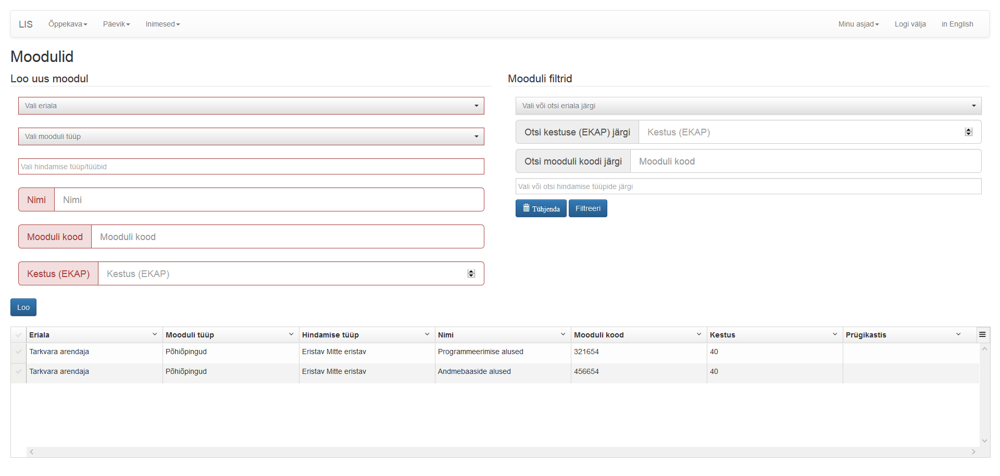 LIS Õppekava Päevik Inimesed Minu asjad Logi välja in English
Moodulid
Loo uus moodul
Vali eriala
Vali mooduli tüüp
Vali hindamise tüüp/tüübid
Nimi Nimi
Mooduli kood Mooduli kood
Kestus (EKAP) Kestus (EKAP)
Loo
Mooduli filtrid
Vali või otsi eriala järgi
Otsi kestuse (EKAP) järgi Kestus (EKAP)
Otsi mooduli koodi järgi Mooduli kood
Vali või otsi hindamise tüüpide järgi
Tühjenda Filtreeri
Eriala Mooduli tüüp Hindamise tüüp Nimi Mooduli kood Kestus Prügikastis
Tarkvara arendaja Põhiõpingud Eristav Mitte eristav Programmeerimise alused 321654 40
Tarkvara arendaja Põhiõpingud Eristav Mitte eristav Andmebaaside alused 456654 40